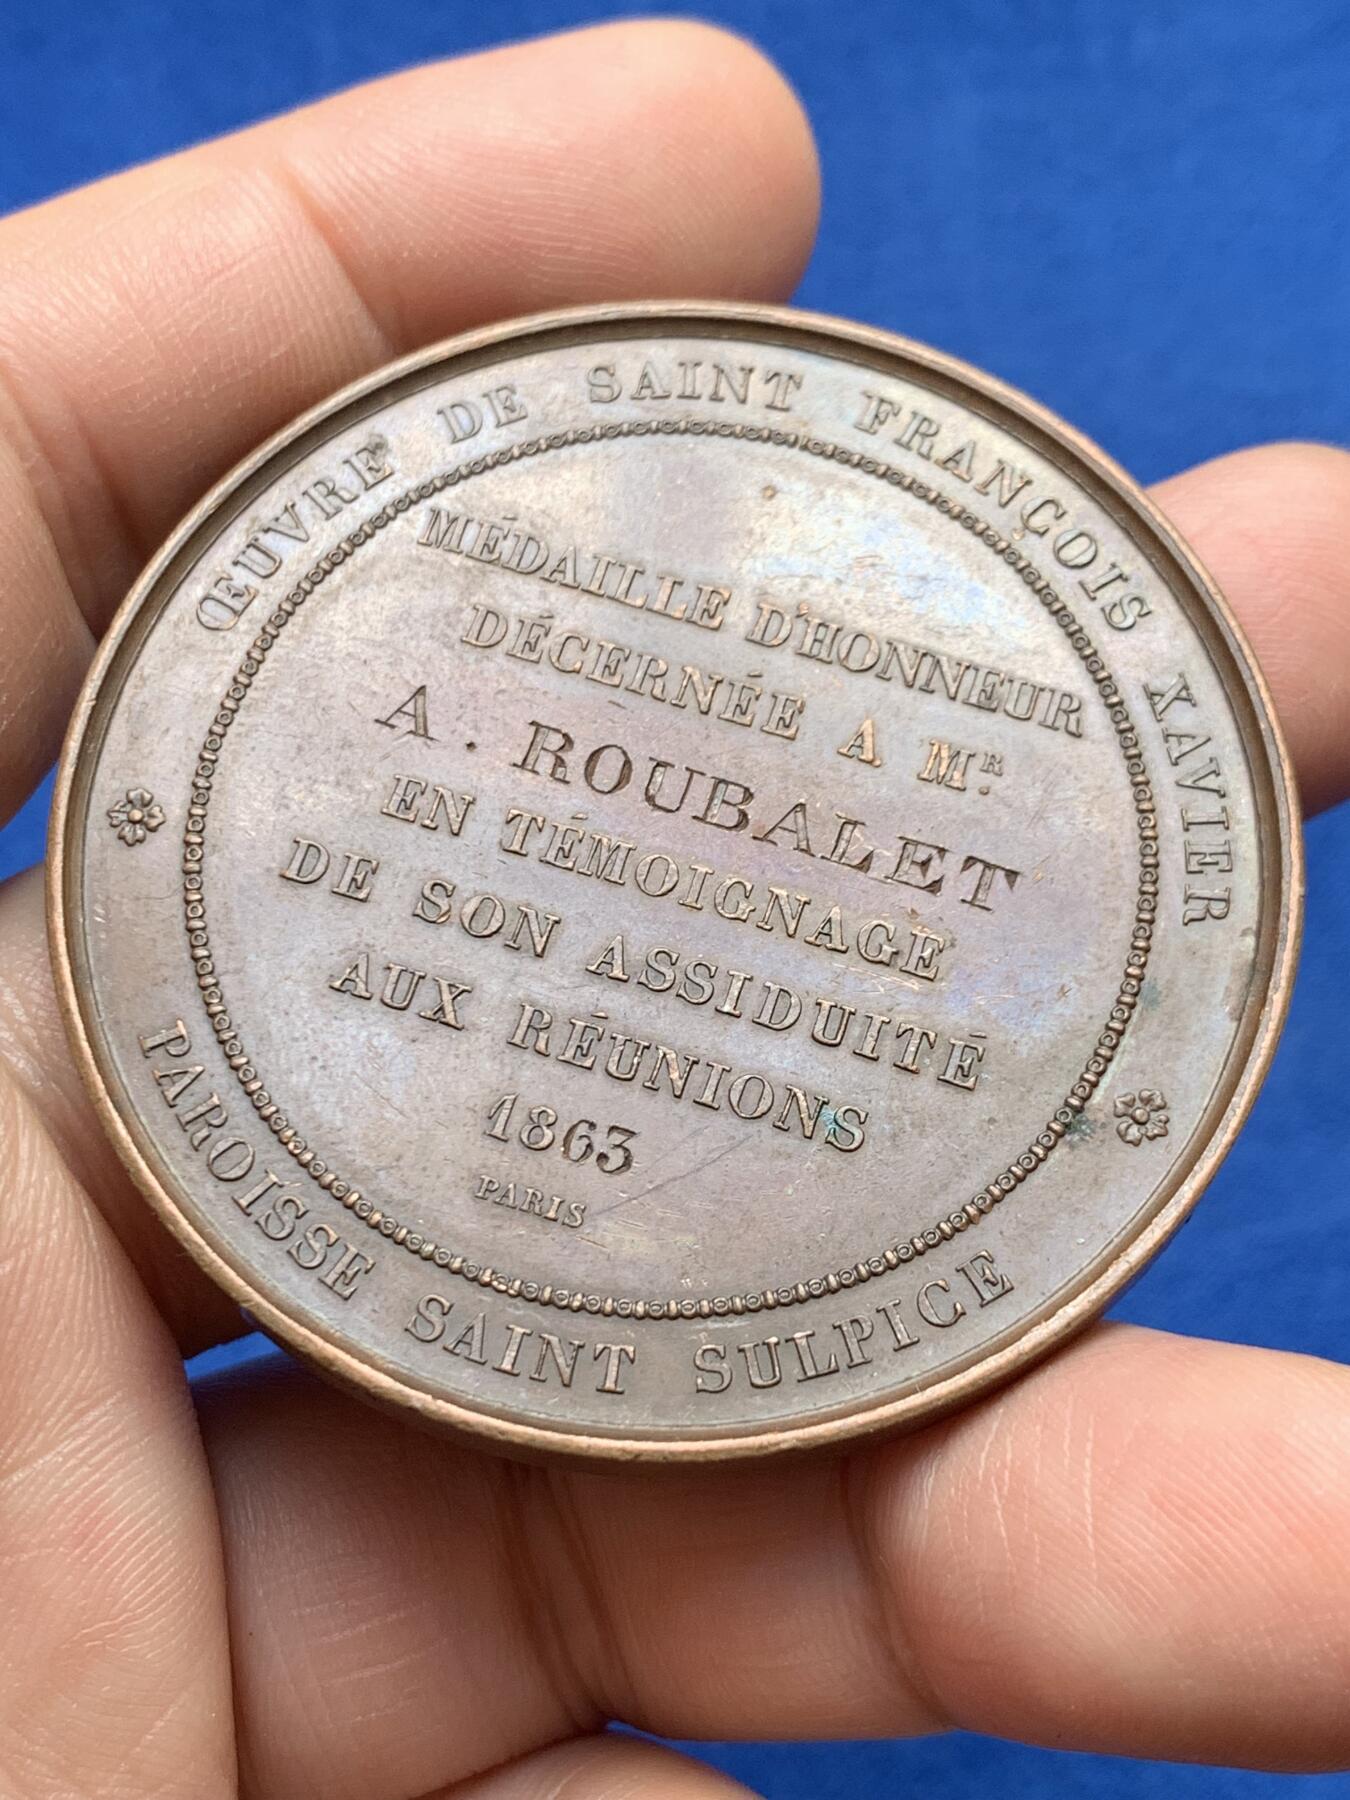 ŒUVRE DE SAINT FRANÇOIS XAVIER
MÉDAILLE D'HONNEUR
DÉCERNÉE A MR.
A. ROUBALET
EN TÉMOIGNAGE
DE SON ASSIDUITÉ
AUX RÉUNIONS
1863
PARIS
PAROISSE SAINT SULPICE